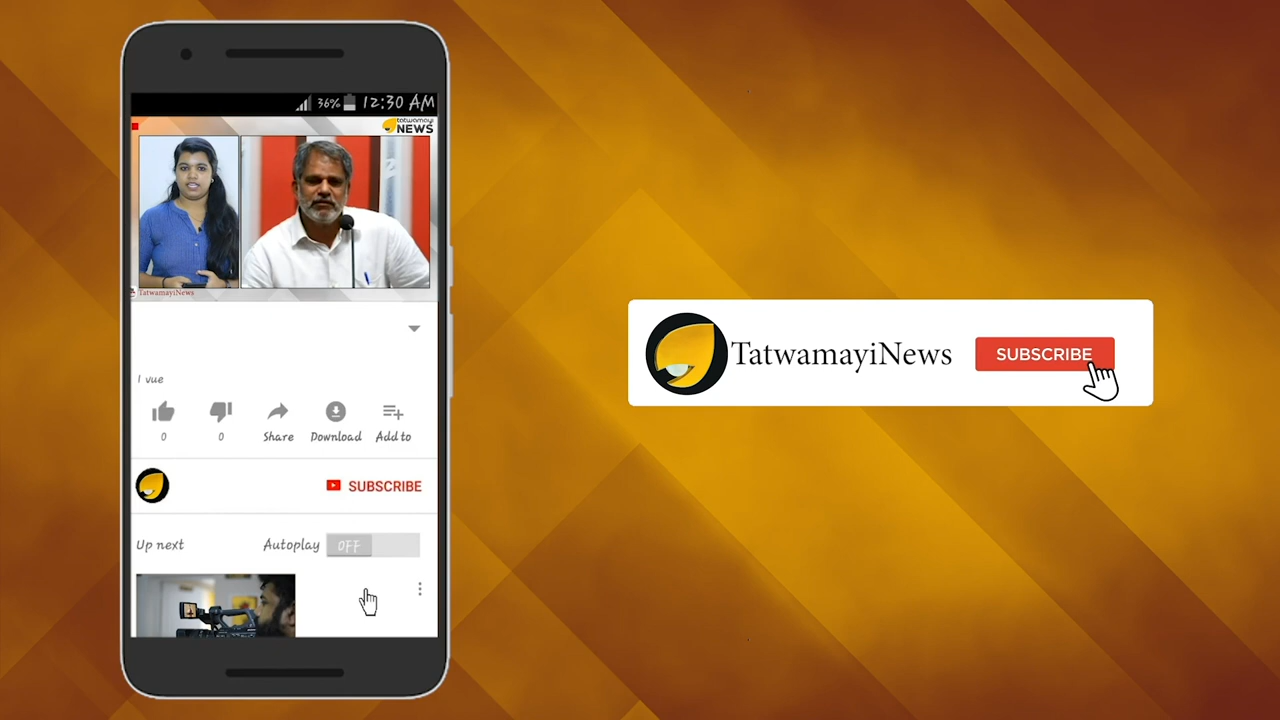 36% 12:30 AM
tatwamayi
NEWS
TatwamayiNews
1 vue
0 0 Share Download Add to
SUBSCRIBE
Up next Autoplay OFF
TatwamayiNews SUBSCRIBE